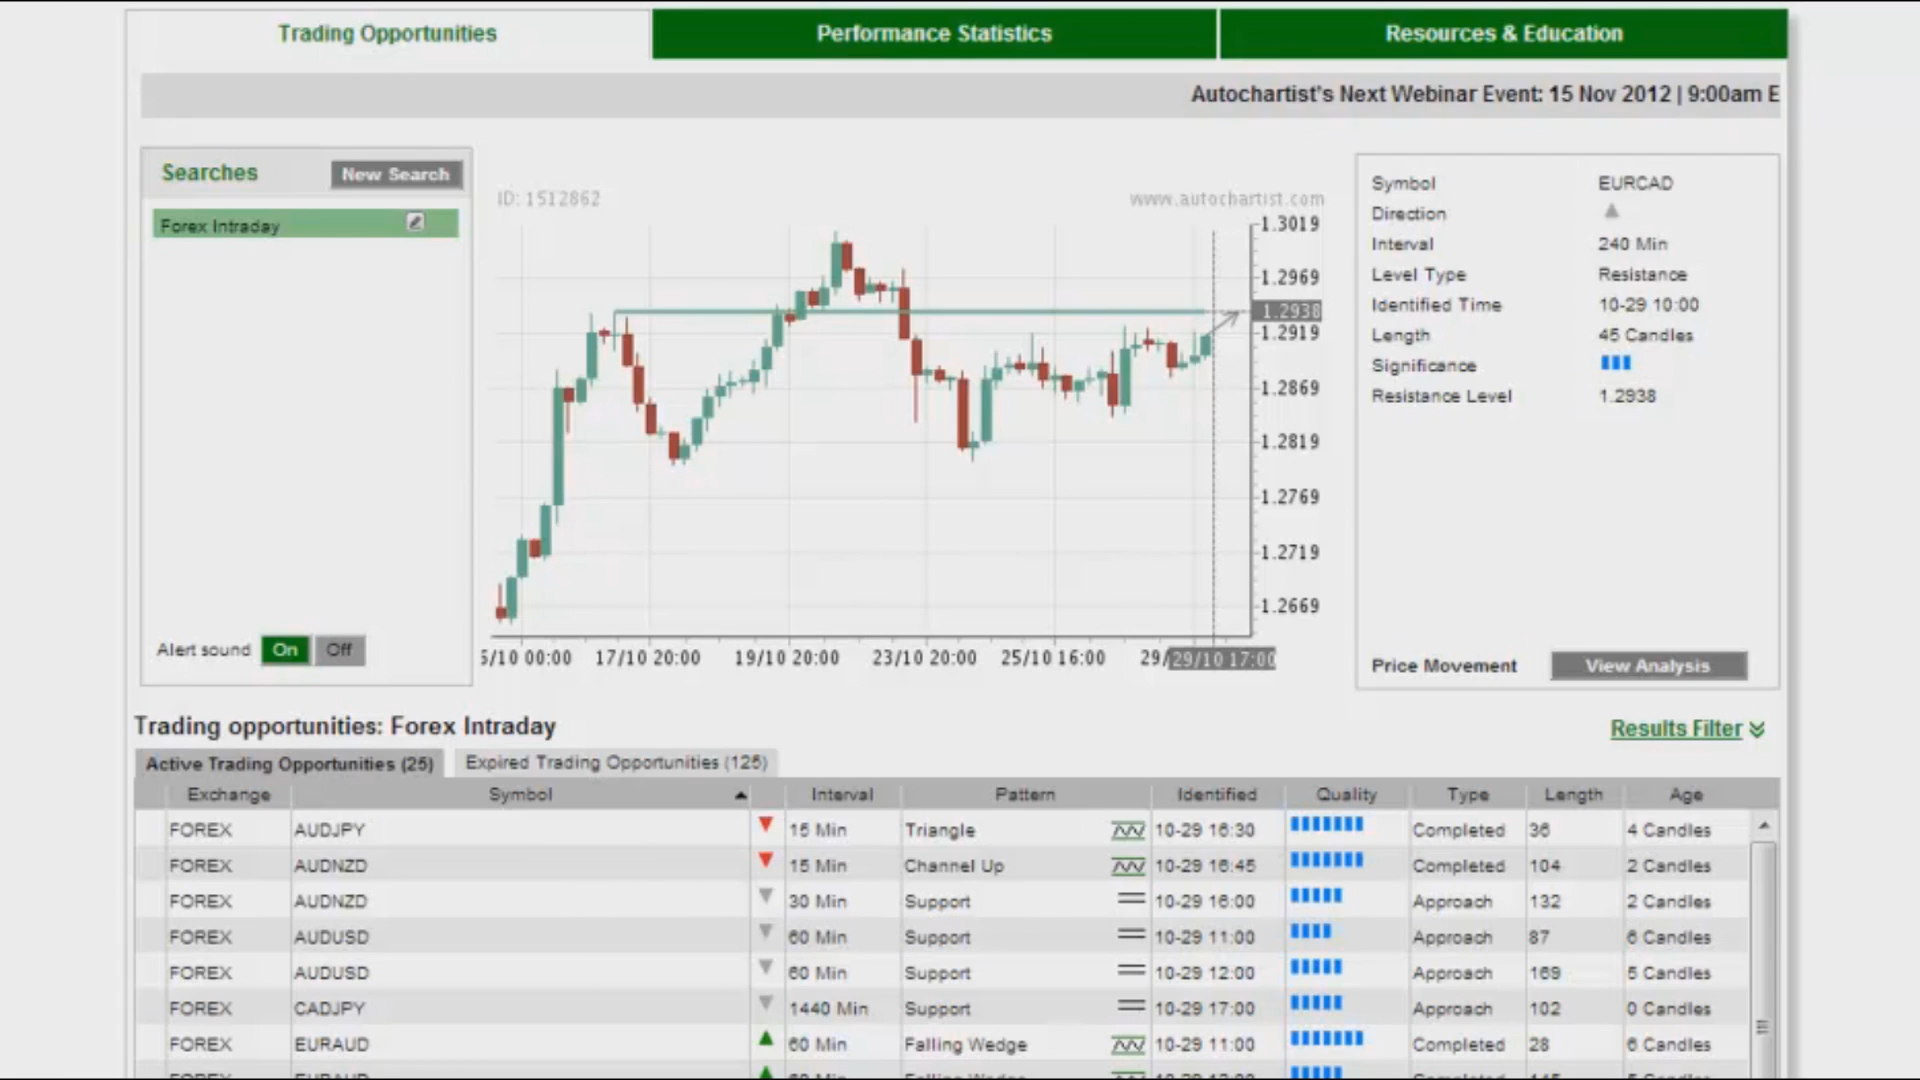 Trading Opportunities Performance Statistics Resources & Education
Autochartist's Next Webinar Event: 15 Nov 2012 | 9:00am E
Searches New Search
Forex Intraday
Alert sound On Off
ID: 1512862 www.autochartist.com
1.3019
1.2969
1.2938
1.2919
1.2869
1.2819
1.2769
1.2719
1.2669
5/10 00:00 17/10 20:00 19/10 20:00 23/10 20:00 25/10 16:00 29/ 29/10 17:00
Symbol EURCAD
Direction
Interval 240 Min
Level Type Resistance
Identified Time 10-29 10:00
Length 45 Candles
Significance
Resistance Level 1.2938
Price Movement View Analysis
Trading opportunities: Forex Intraday Results Filter
Active Trading Opportunities (25) Expired Trading Opportunities (125)
Exchange Symbol Interval Pattern Identified Quality Type Length Age
FOREX AUDJPY 15 Min Triangle 10-29 16:30 Completed 36 4 Candles
FOREX AUDNZD 15 Min Channel Up 10-29 16:45 Completed 104 2 Candles
FOREX AUDNZD 30 Min Support 10-29 16:00 Approach 132 2 Candles
FOREX AUDUSD 60 Min Support 10-29 11:00 Approach 87 6 Candles
FOREX AUDUSD 60 Min Support 10-29 12:00 Approach 169 5 Candles
FOREX CADJPY 1440 Min Support 10-29 17:00 Approach 102 0 Candles
FOREX EURAUD 60 Min Falling Wedge 10-29 11:00 Completed 28 6 Candles